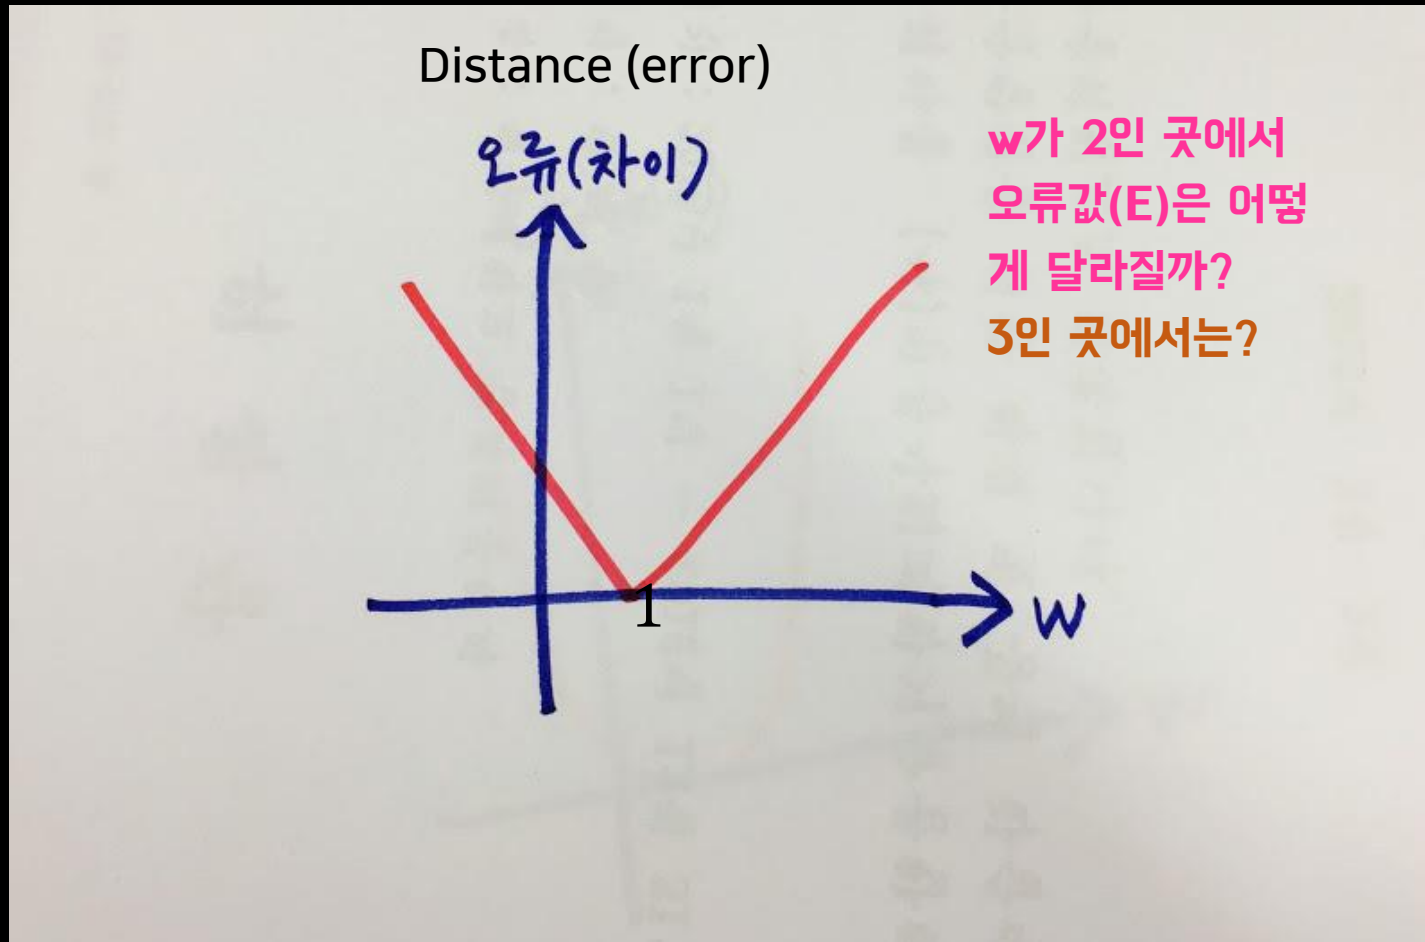 Distance (error)
오류(차이)
w가 2인 곳에서
오류값(E)은 어떻
게 달라질까?
3인 곳에서는?
1
w